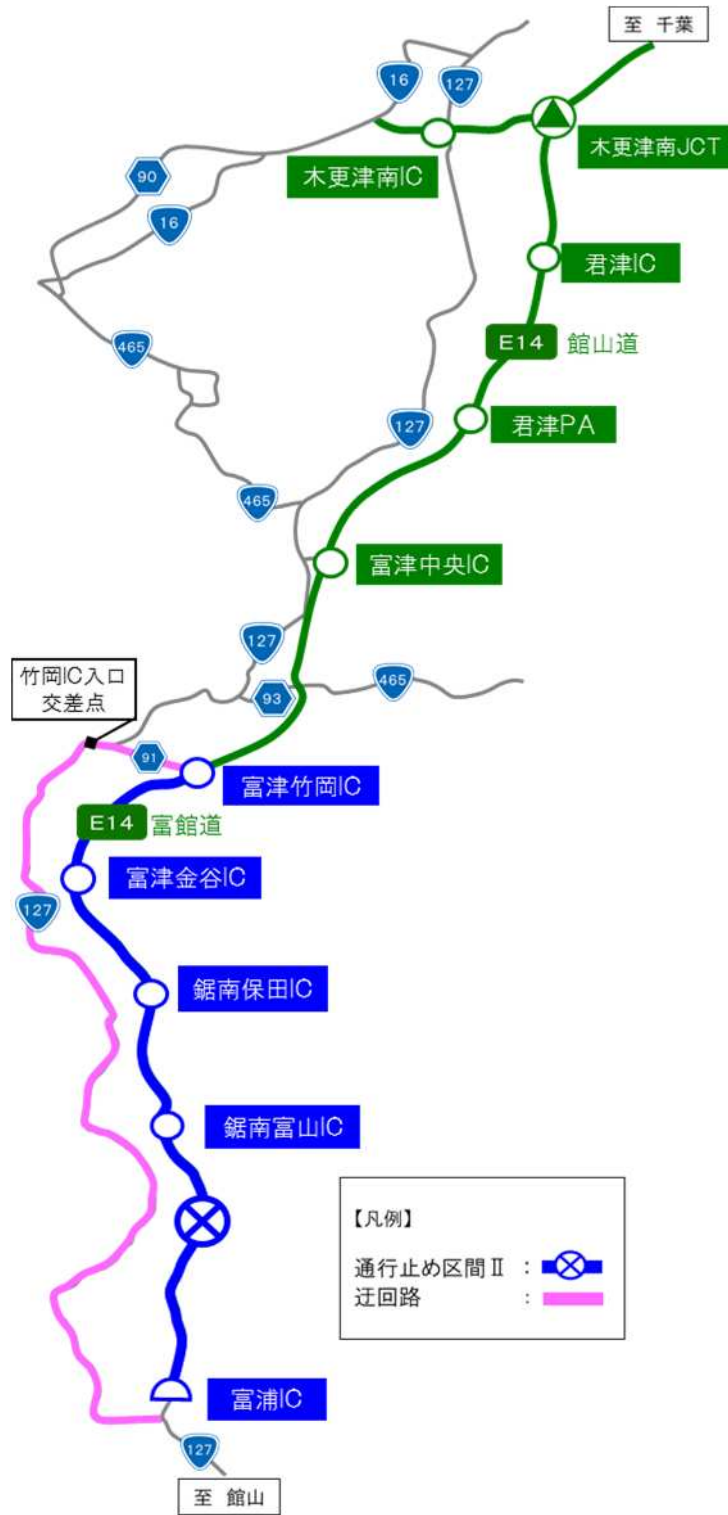 至 千葉
16
127
木更津南JCT
木更津南IC
90
16
君津IC
E14 館山道
465
127
君津PA
465
富津中央IC
127
竹岡IC入口
交差点
93
465
91
富津竹岡IC
E14 富館道
富津金谷IC
127
鋸南保田IC
鋸南富山IC
【凡例】
通行止め区間Ⅱ :
迂回路 :
富浦IC
127
至 館山